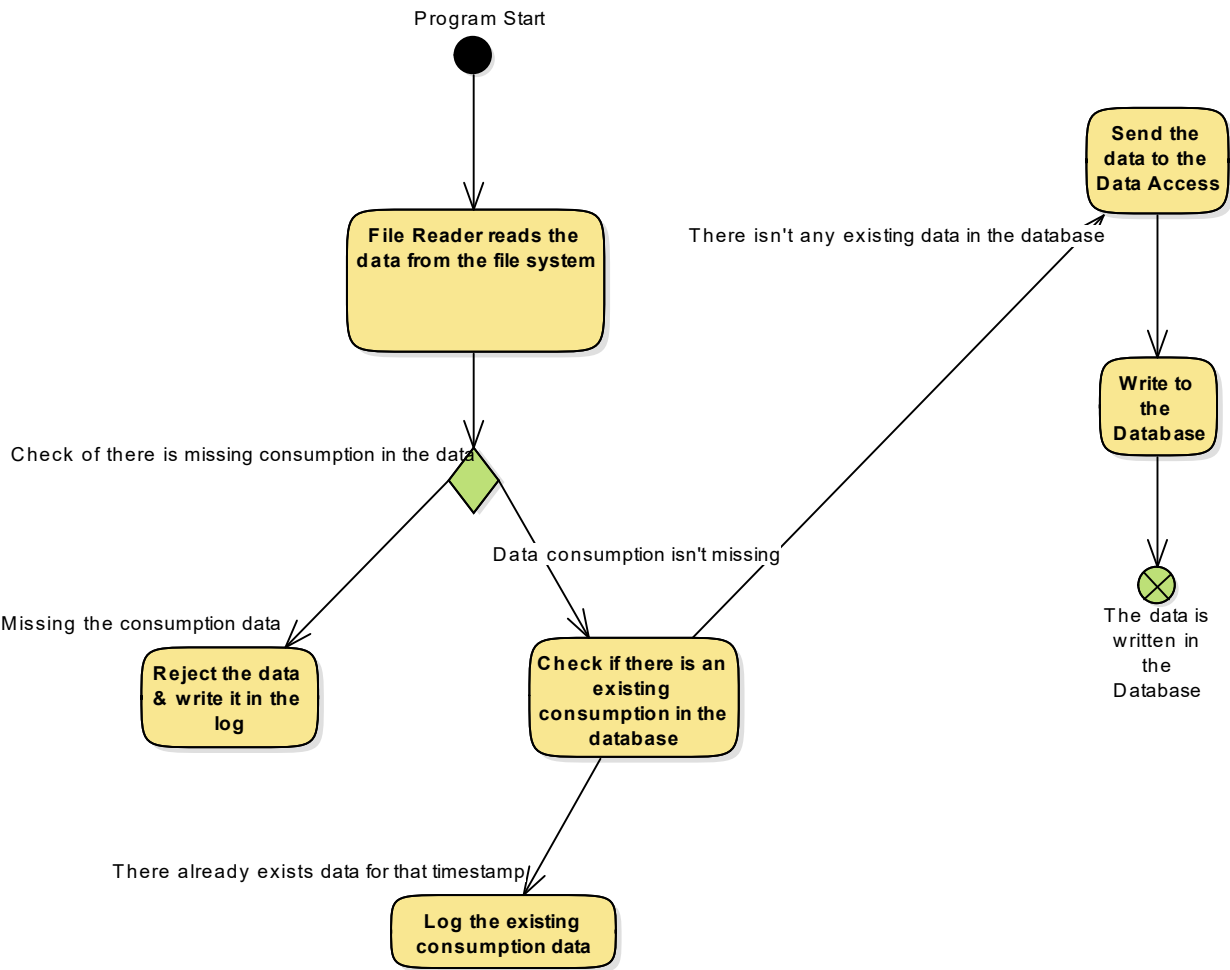 Program Start
File Reader reads the
data from the file system
Check of there is missing consumption in the data
Missing the consumption data
Reject the data
& write it in the
log
Data consumption isn't missing
Check if there is an
existing
consumption in the
database
There already exists data for that timestamp
Log the existing
consumption data
There isn't any existing data in the database
Send the
data to the
Data Access
Write to
the
Database
The data is
written in
the
Database